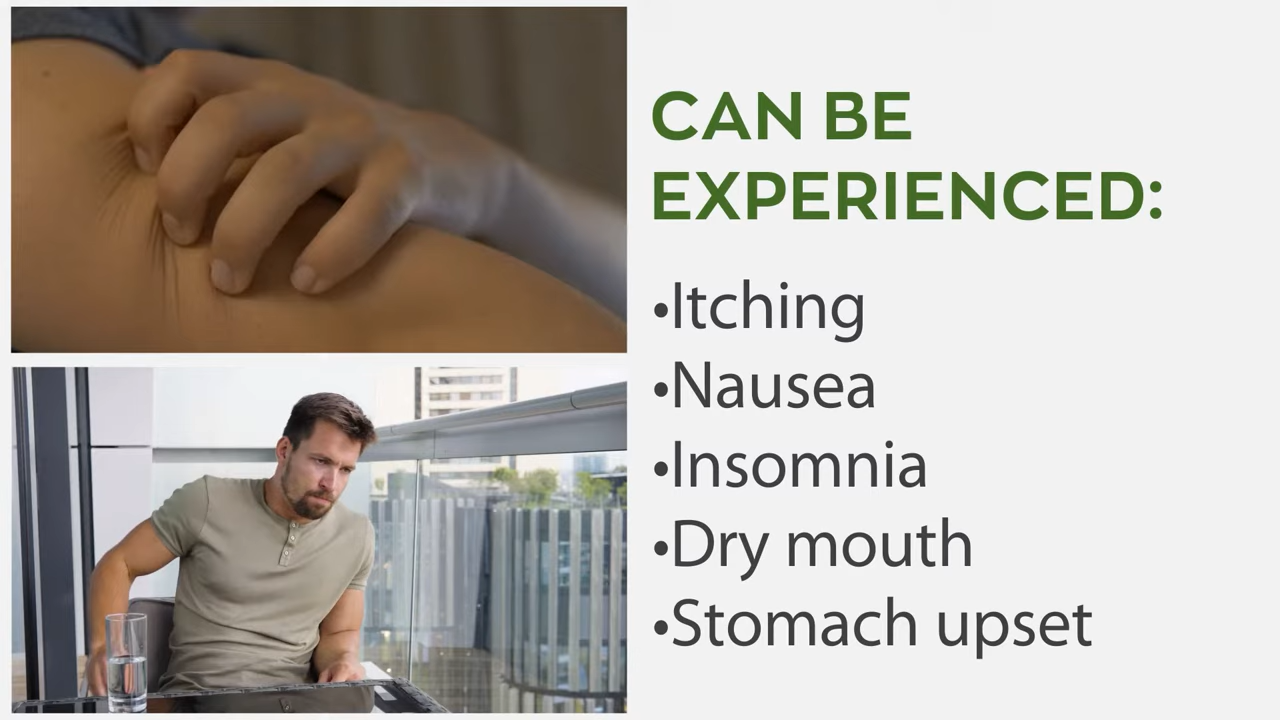 CAN BE
EXPERIENCED:
•Itching
•Nausea
•Insomnia
•Dry mouth
•Stomach upset